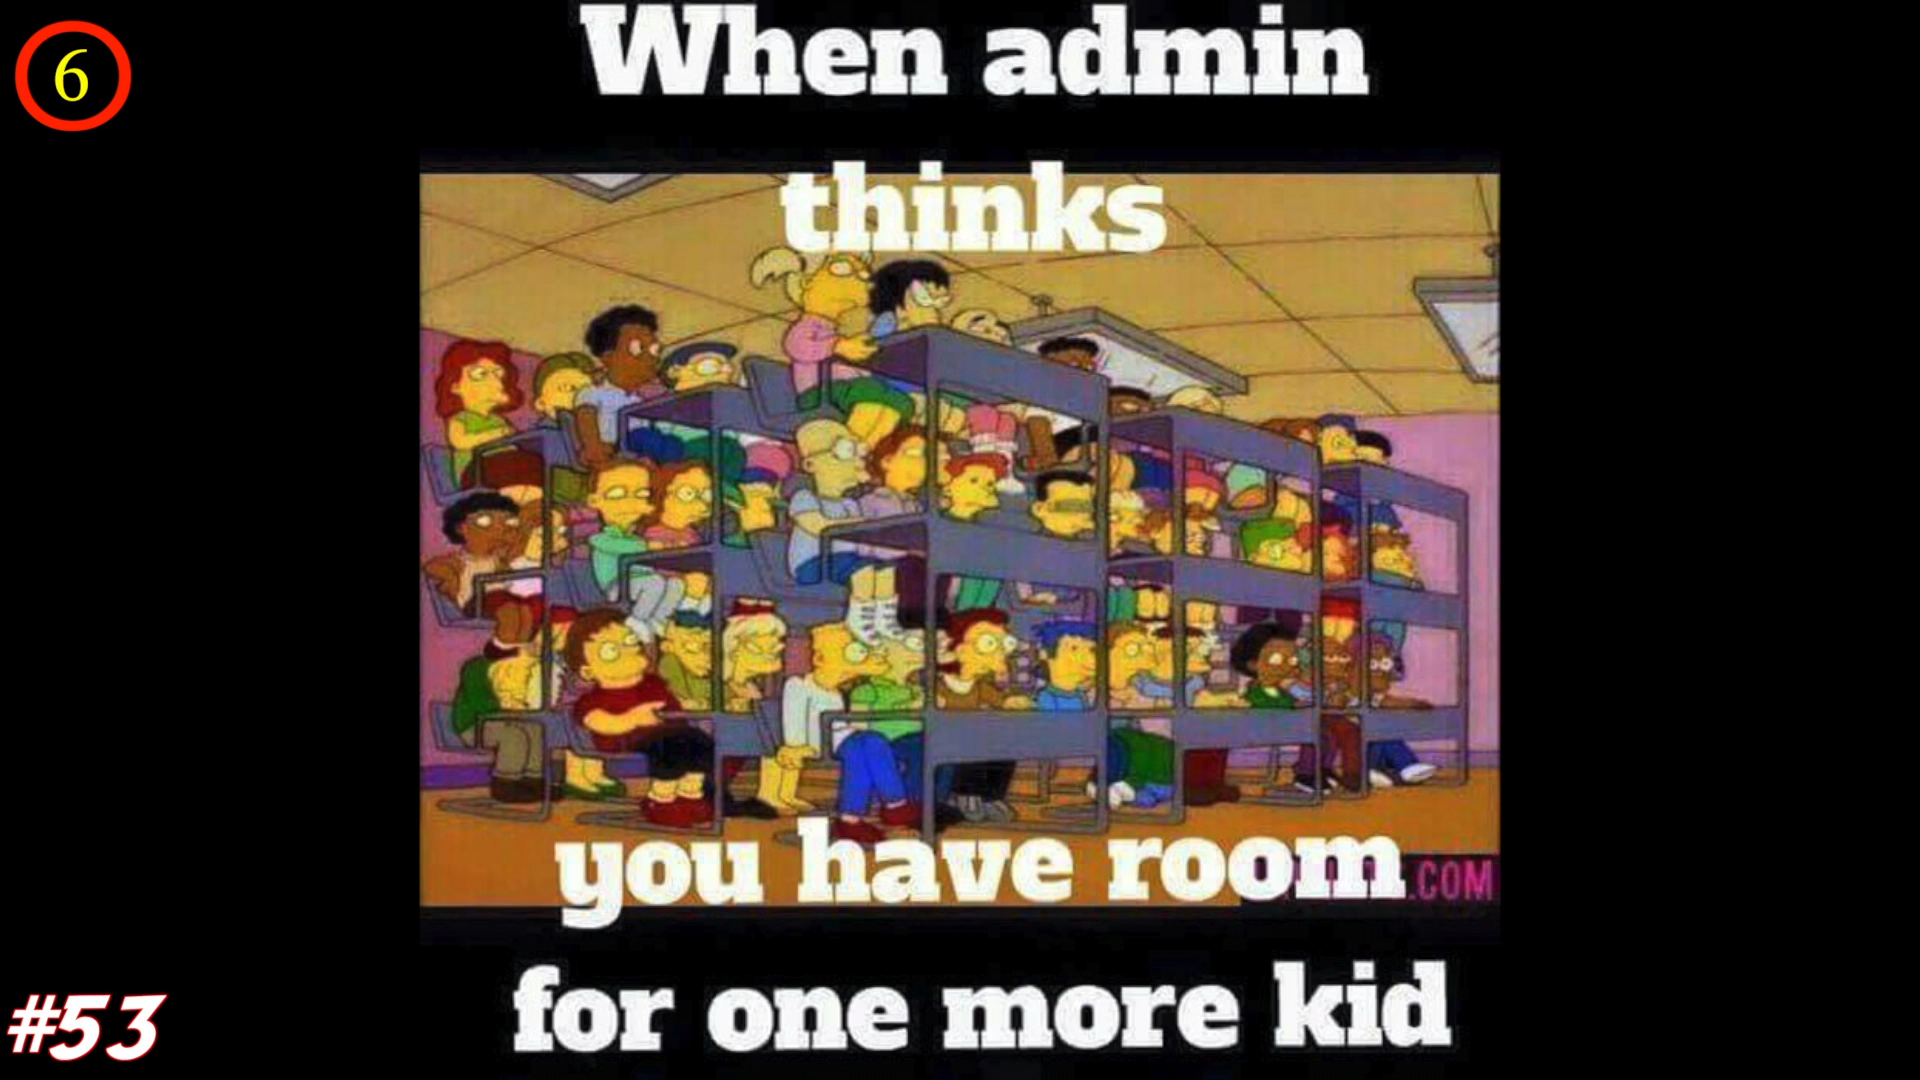 6
When admin
thinks
you have room
.COM
for one more kid
#53